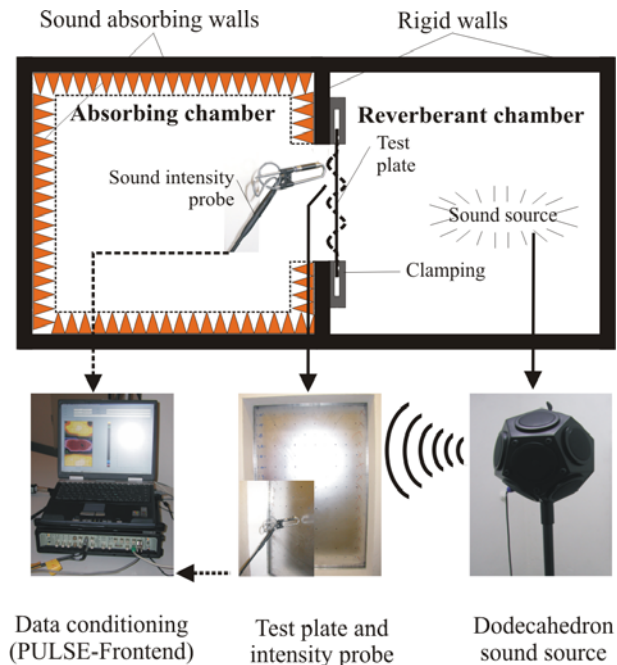 Sound absorbing walls
Rigid walls
Absorbing chamber
Reverberant chamber
Sound intensity
probe
Test
plate
Sound source
Clamping
Data conditioning
(PULSE-Frontend)
Test plate and
intensity probe
Dodecahedron
sound source